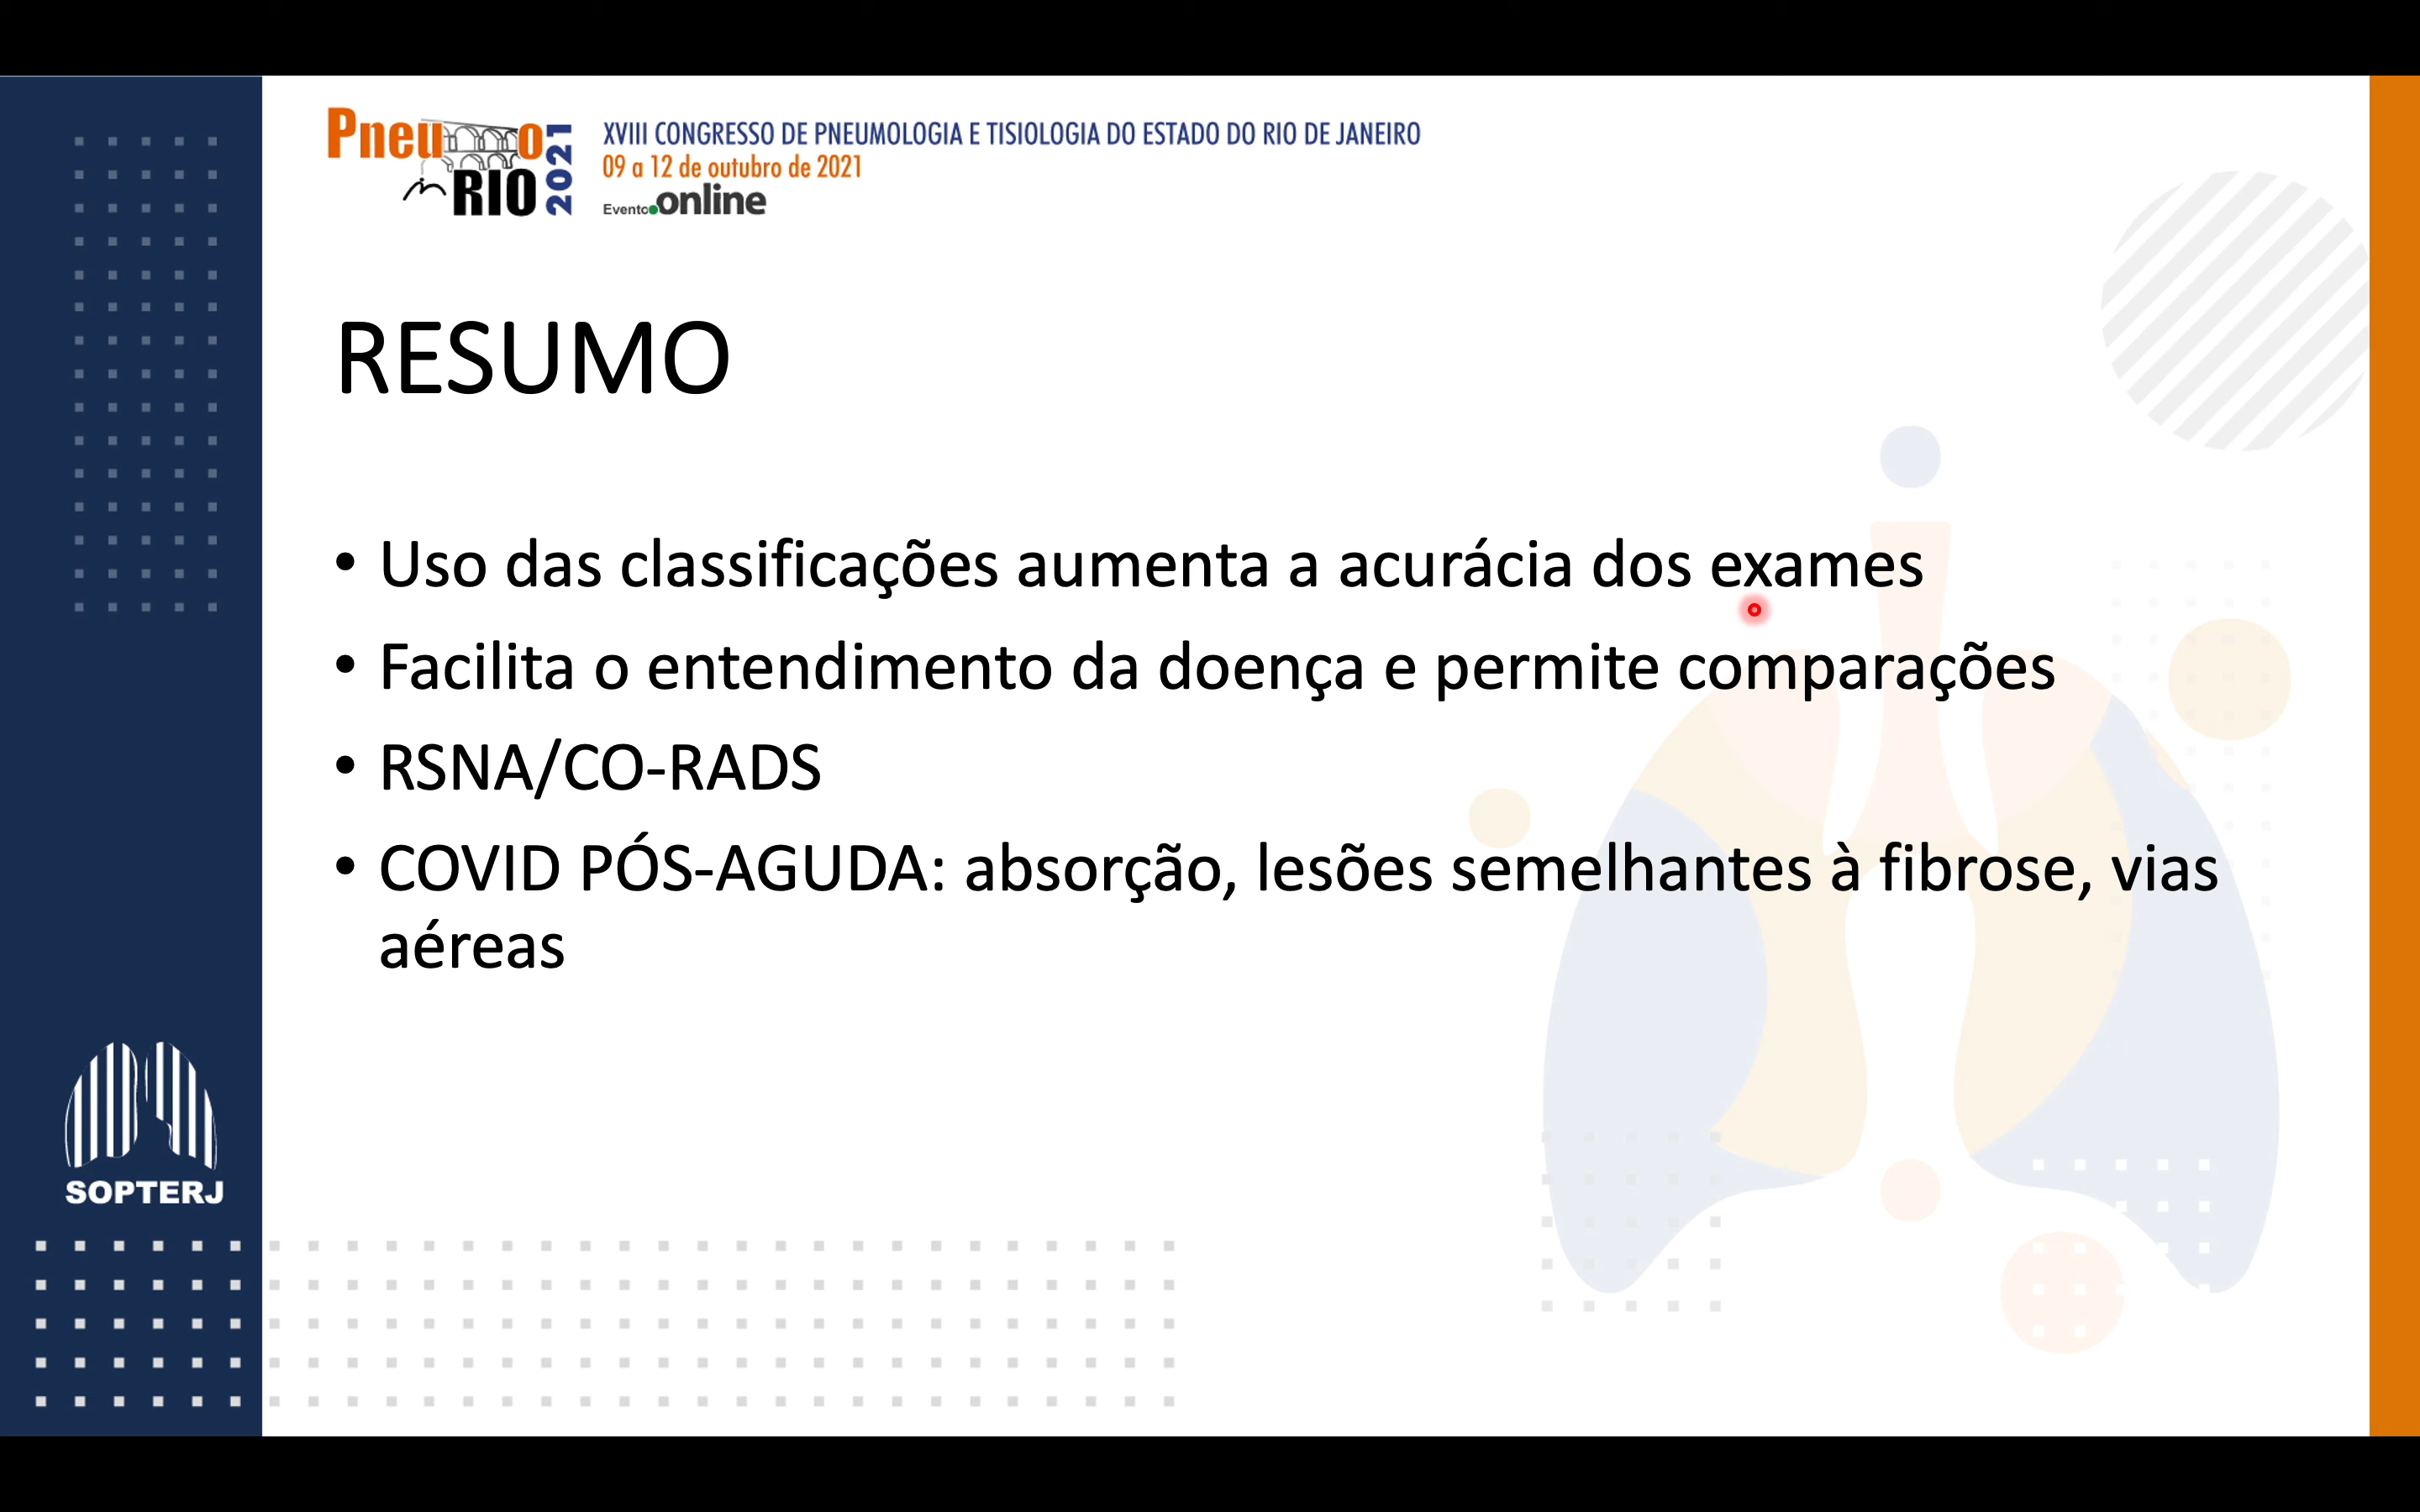 Pneumo RIO 2021
XVIII CONGRESSO DE PNEUMOLOGIA E TISIOLOGIA DO ESTADO DO RIO DE JANEIRO
09 a 12 de outubro de 2021
Evento online
RESUMO
• Uso das classificações aumenta a acurácia dos exames
• Facilita o entendimento da doença e permite comparações
• RSNA/CO-RADS
• COVID PÓS-AGUDA: absorção, lesões semelhantes à fibrose, vias
aéreas
SOPTERJ